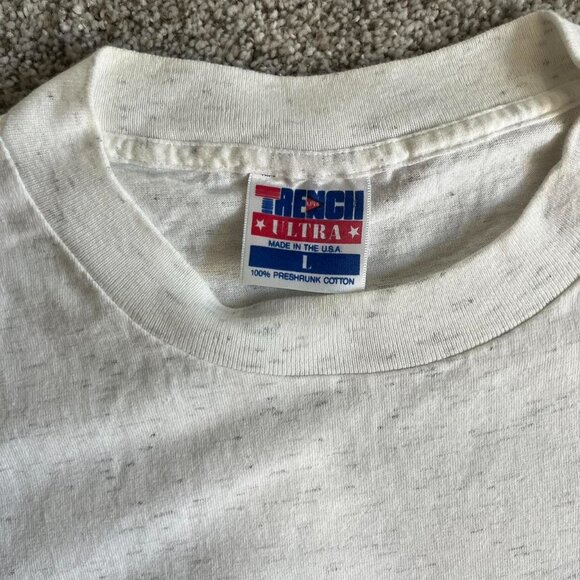 TRENCH
★ ULTRA ★
MADE IN THE U.S.A.
L
100% PRESHRUNK COTTON